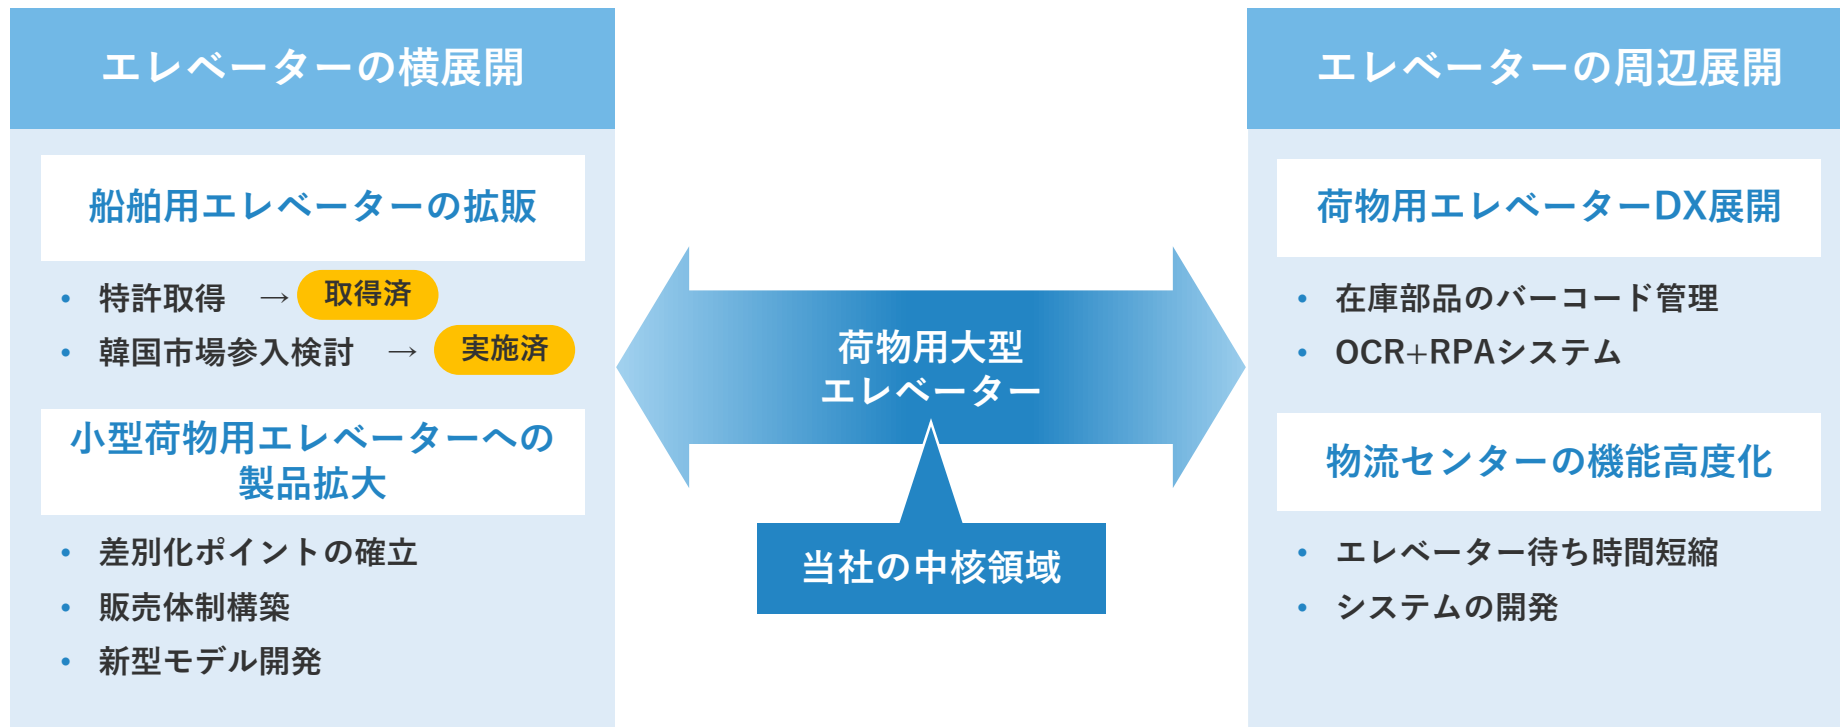 エレベーターの横展開
船舶用エレベーターの拡販
• 特許取得 → 取得済
• 韓国市場参入検討 → 実施済
小型荷物用エレベーターへの
製品拡大
• 差別化ポイントの確立
• 販売体制構築
• 新型モデル開発
荷物用大型
エレベーター
当社の中核領域
エレベーターの周辺展開
荷物用エレベーターDX展開
• 在庫部品のバーコード管理
• OCR+RPAシステム
物流センターの機能高度化
• エレベーター待ち時間短縮
• システムの開発